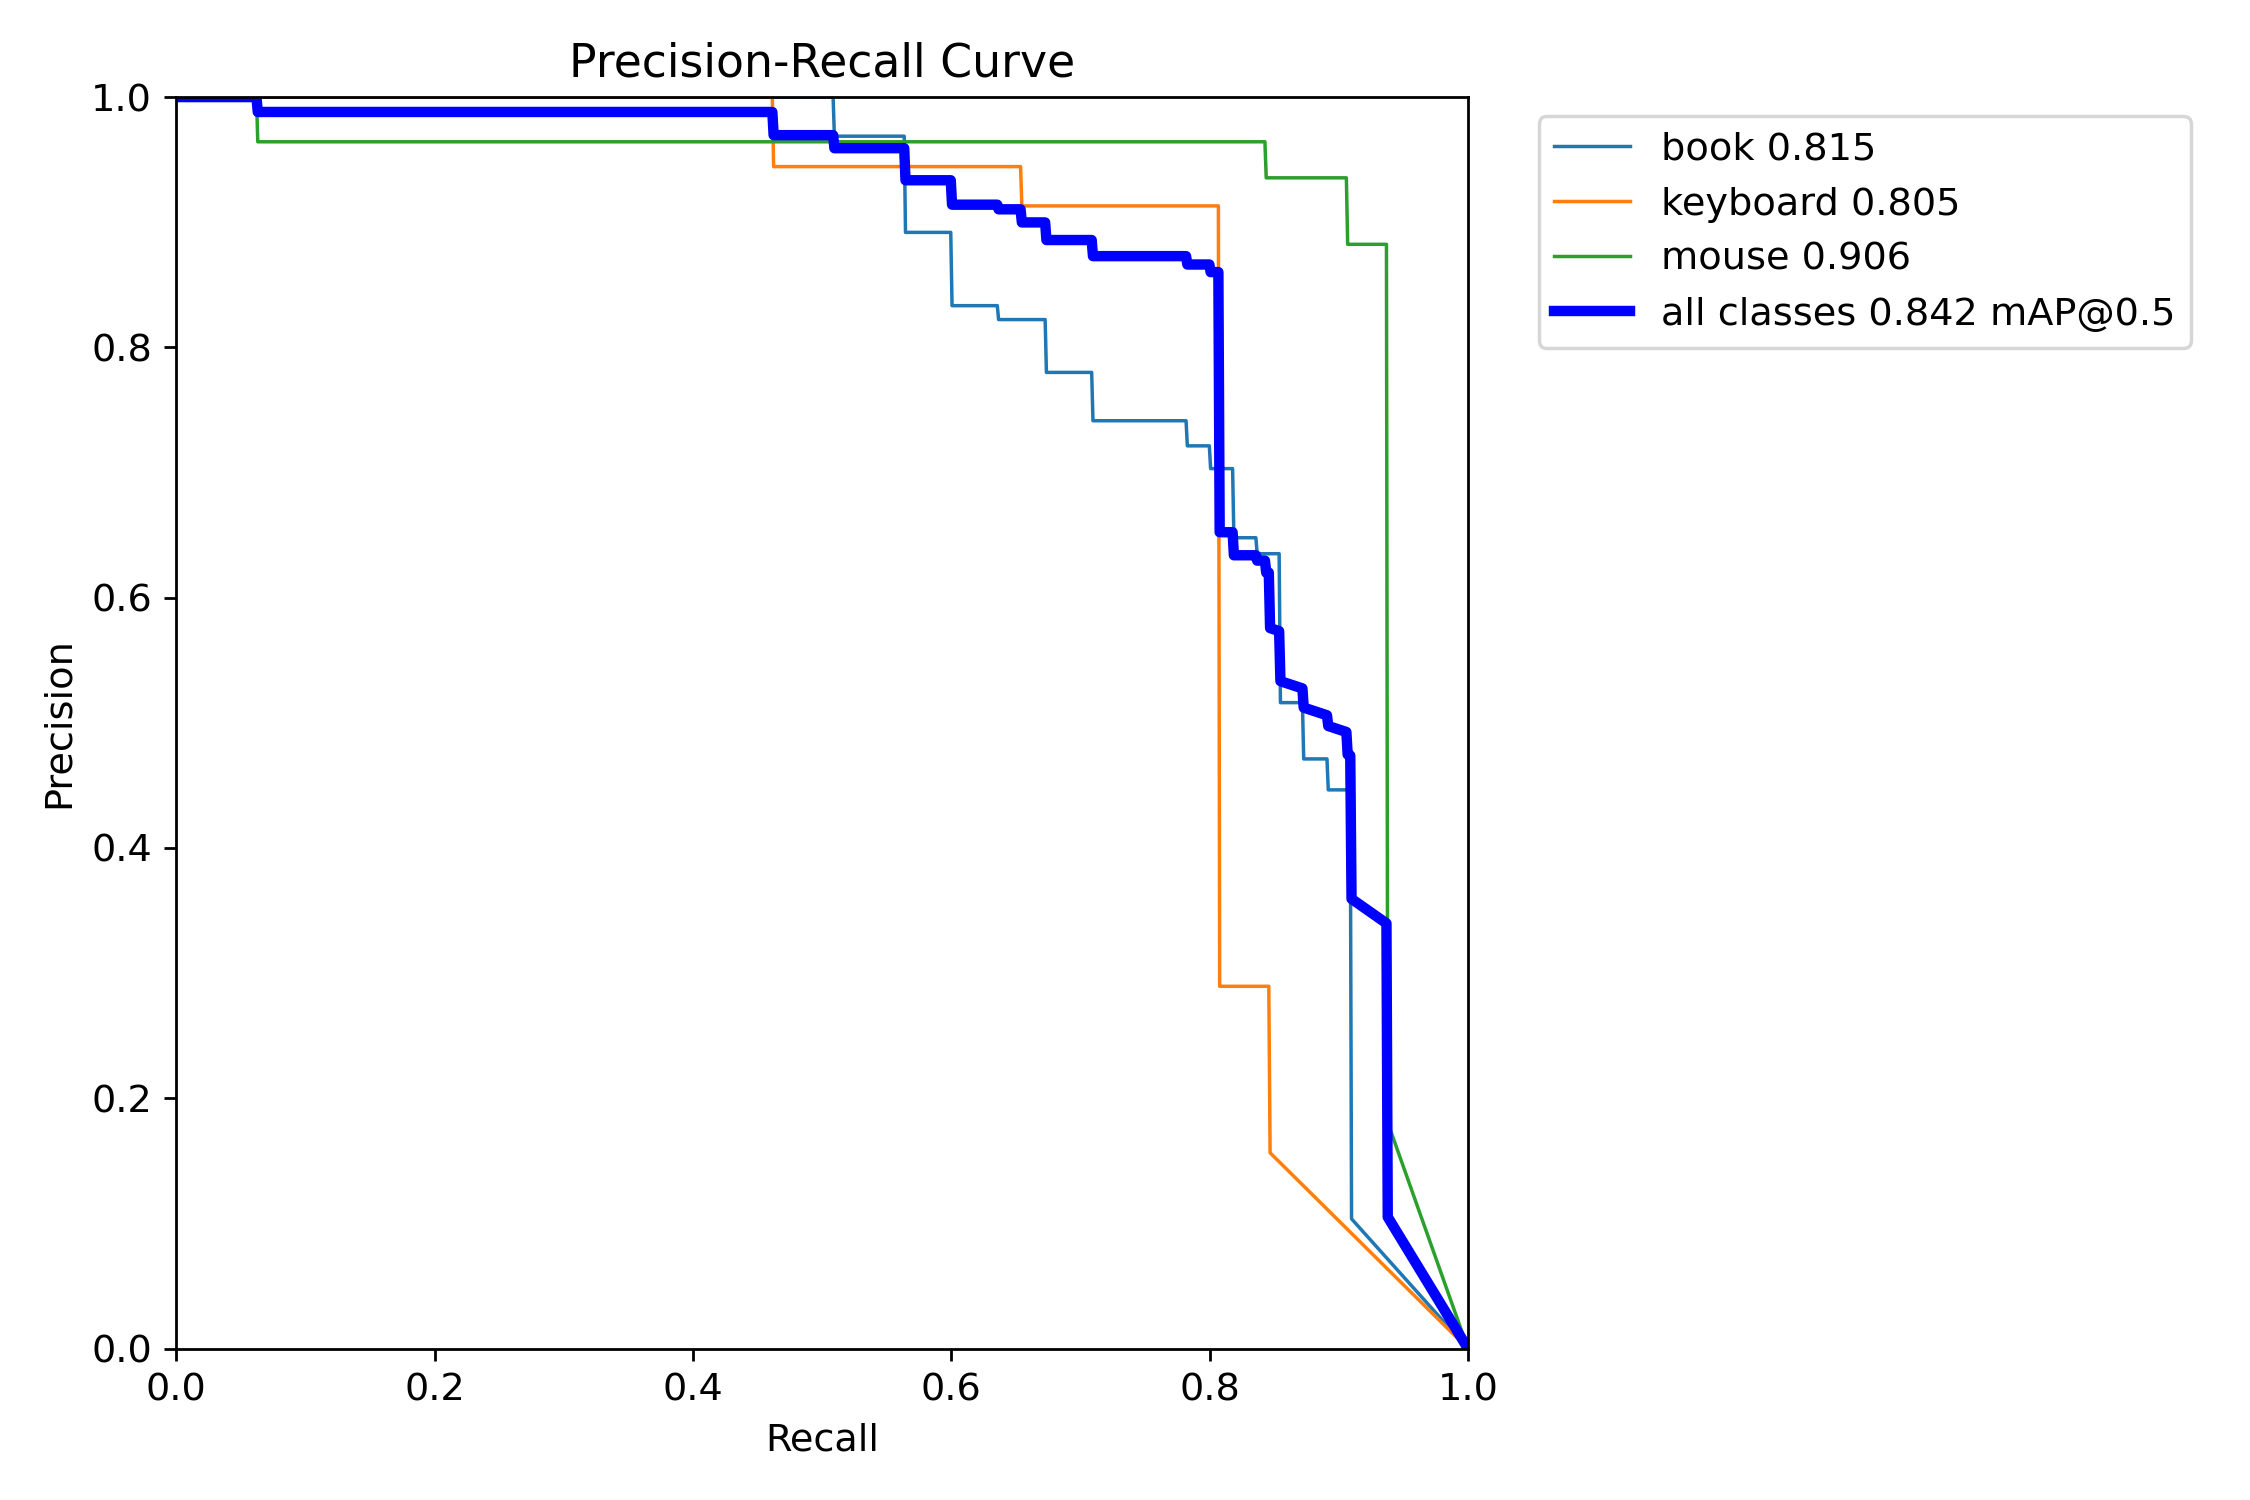 Precision-Recall Curve
1.0
0.8
0.6
0.4
0.2
0.0
Precision
0.0 0.2 0.4 0.6 0.8 1.0
Recall
book 0.815
keyboard 0.805
mouse 0.906
all classes 0.842 mAP@0.5